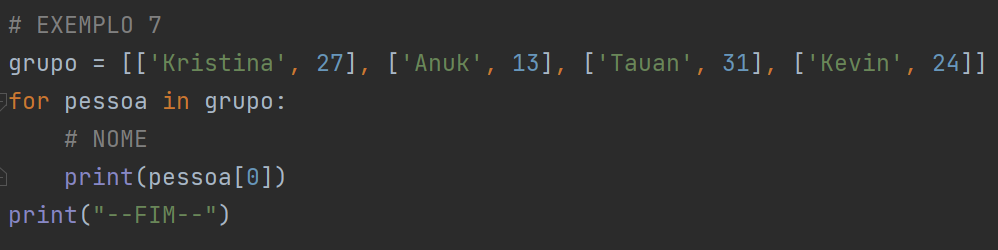 # EXEMPLO 7
grupo = [['Kristina', 27], ['Anuk', 13], ['Tauan', 31], ['Kevin', 24]]
for pessoa in grupo:
    # NOME
    print(pessoa[0])
print("--FIM--")